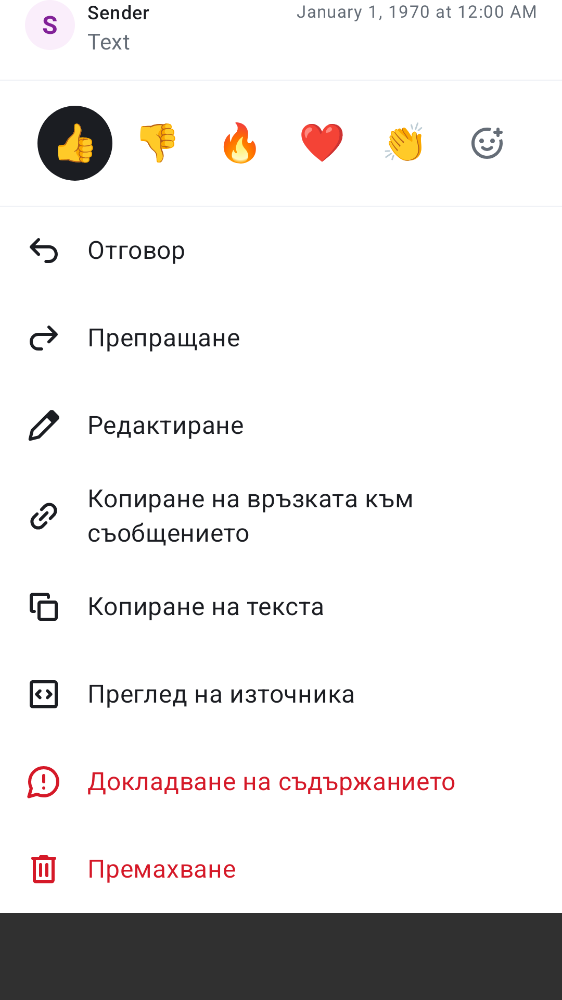 S
Sender
January 1, 1970 at 12:00 AM
Text
Отговор
Препращане
Редактиране
Копиране на връзката към
съобщението
Копиране на текста
Преглед на източника
Докладване на съдържанието
Премахване